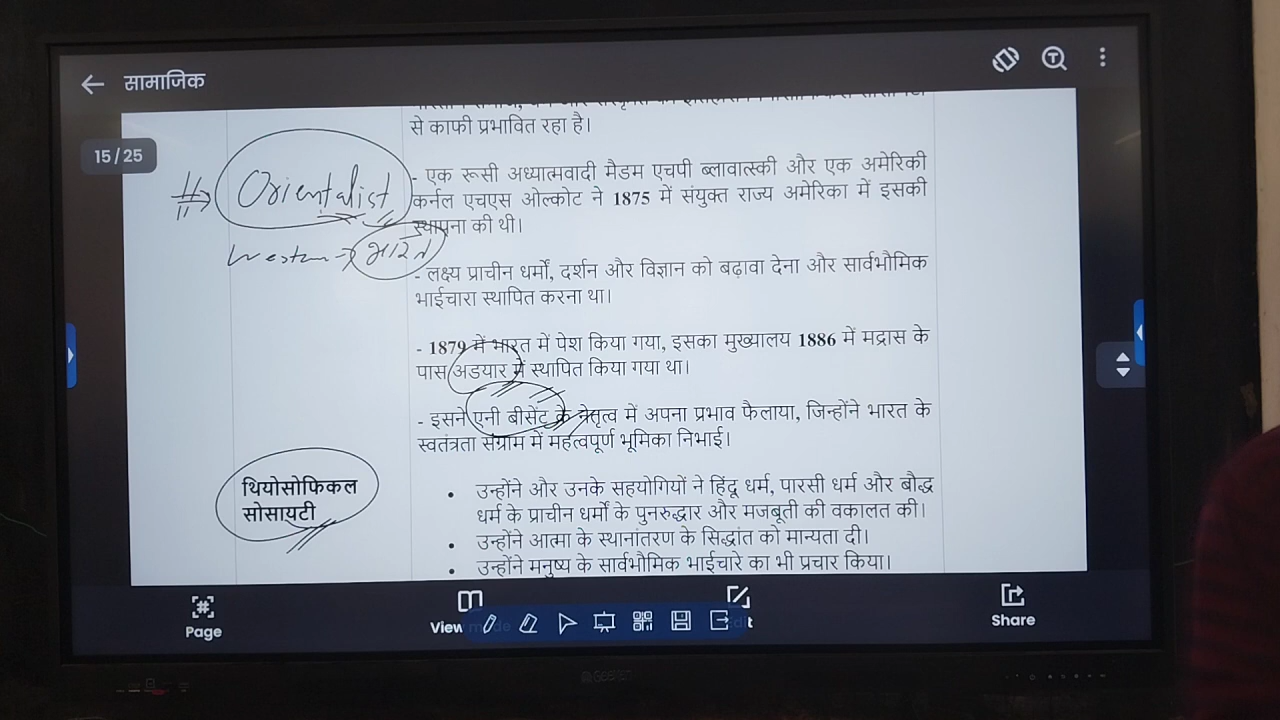 सामाजिक
15/25
से काफी प्रभावित रहा है।
Orientalist
- एक रूसी अध्यात्मवादी मैडम एचपी ब्लावात्स्की और एक अमेरिकी
कर्नल एचएस ओल्कोट ने 1875 में संयुक्त राज्य अमेरिका में इसकी
स्थापना की थी।
Western → भारत
- लक्ष्य प्राचीन धर्मों, दर्शन और विज्ञान को बढ़ावा देना और सार्वभौमिक
भाईचारा स्थापित करना था।
- 1879 में भारत में पेश किया गया, इसका मुख्यालय 1886 में मद्रास के
पास अडयार में स्थापित किया गया था।
- इसने एनी बीसेंट के नेतृत्व में अपना प्रभाव फैलाया, जिन्होंने भारत के
स्वतंत्रता संग्राम में महत्वपूर्ण भूमिका निभाई।
थियोसोफिकल
सोसायटी
• उन्होंने और उनके सहयोगियों ने हिंदू धर्म, पारसी धर्म और बौद्ध
धर्म के प्राचीन धर्मों के पुनरुद्धार और मजबूती की वकालत की।
• उन्होंने आत्मा के स्थानांतरण के सिद्धांत को मान्यता दी।
• उन्होंने मनुष्य के सार्वभौमिक भाईचारे का भी प्रचार किया।
Page
View
Share